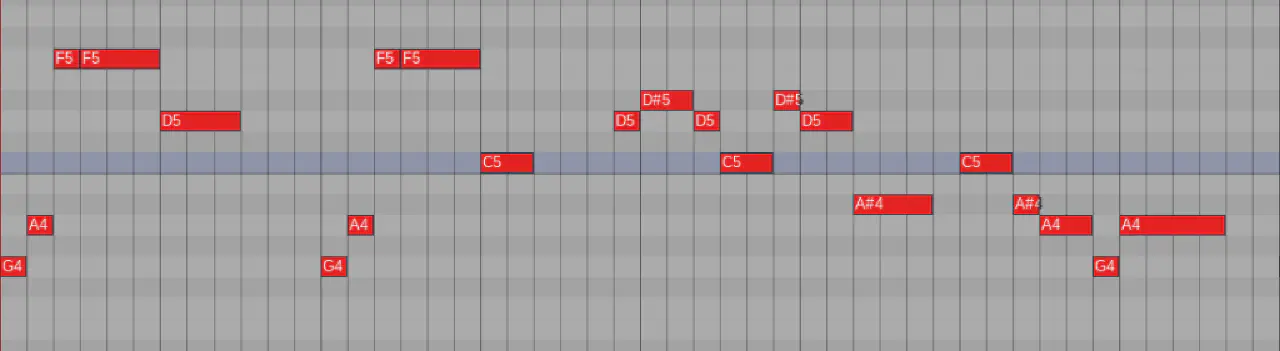 F5 F5 F5 F5
D#5 D#5
D5 D5 D5 D5
C5 C5 C5
A#4 A#4
A4 A4 A4 A4
G4 G4 G4